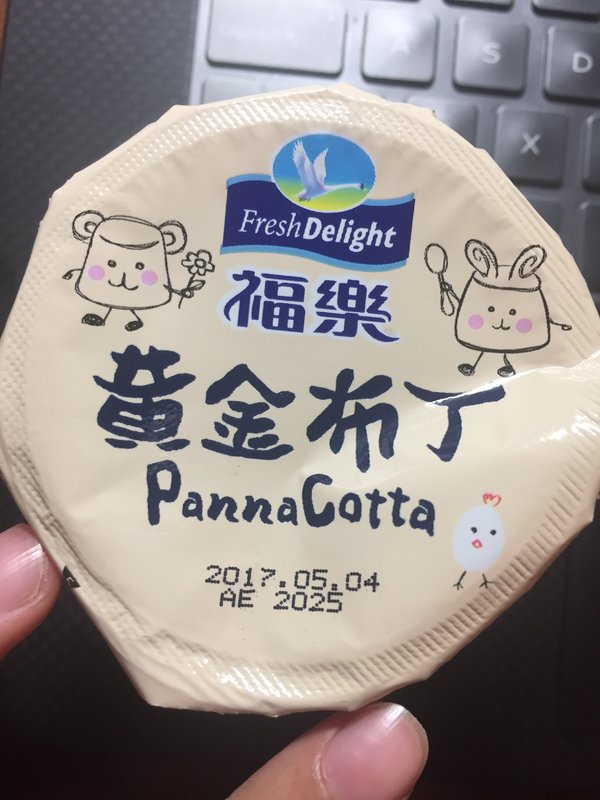 A S D
X
FreshDelight
福樂
黃金布丁
PannaCotta
2017.05.04
AE 2025